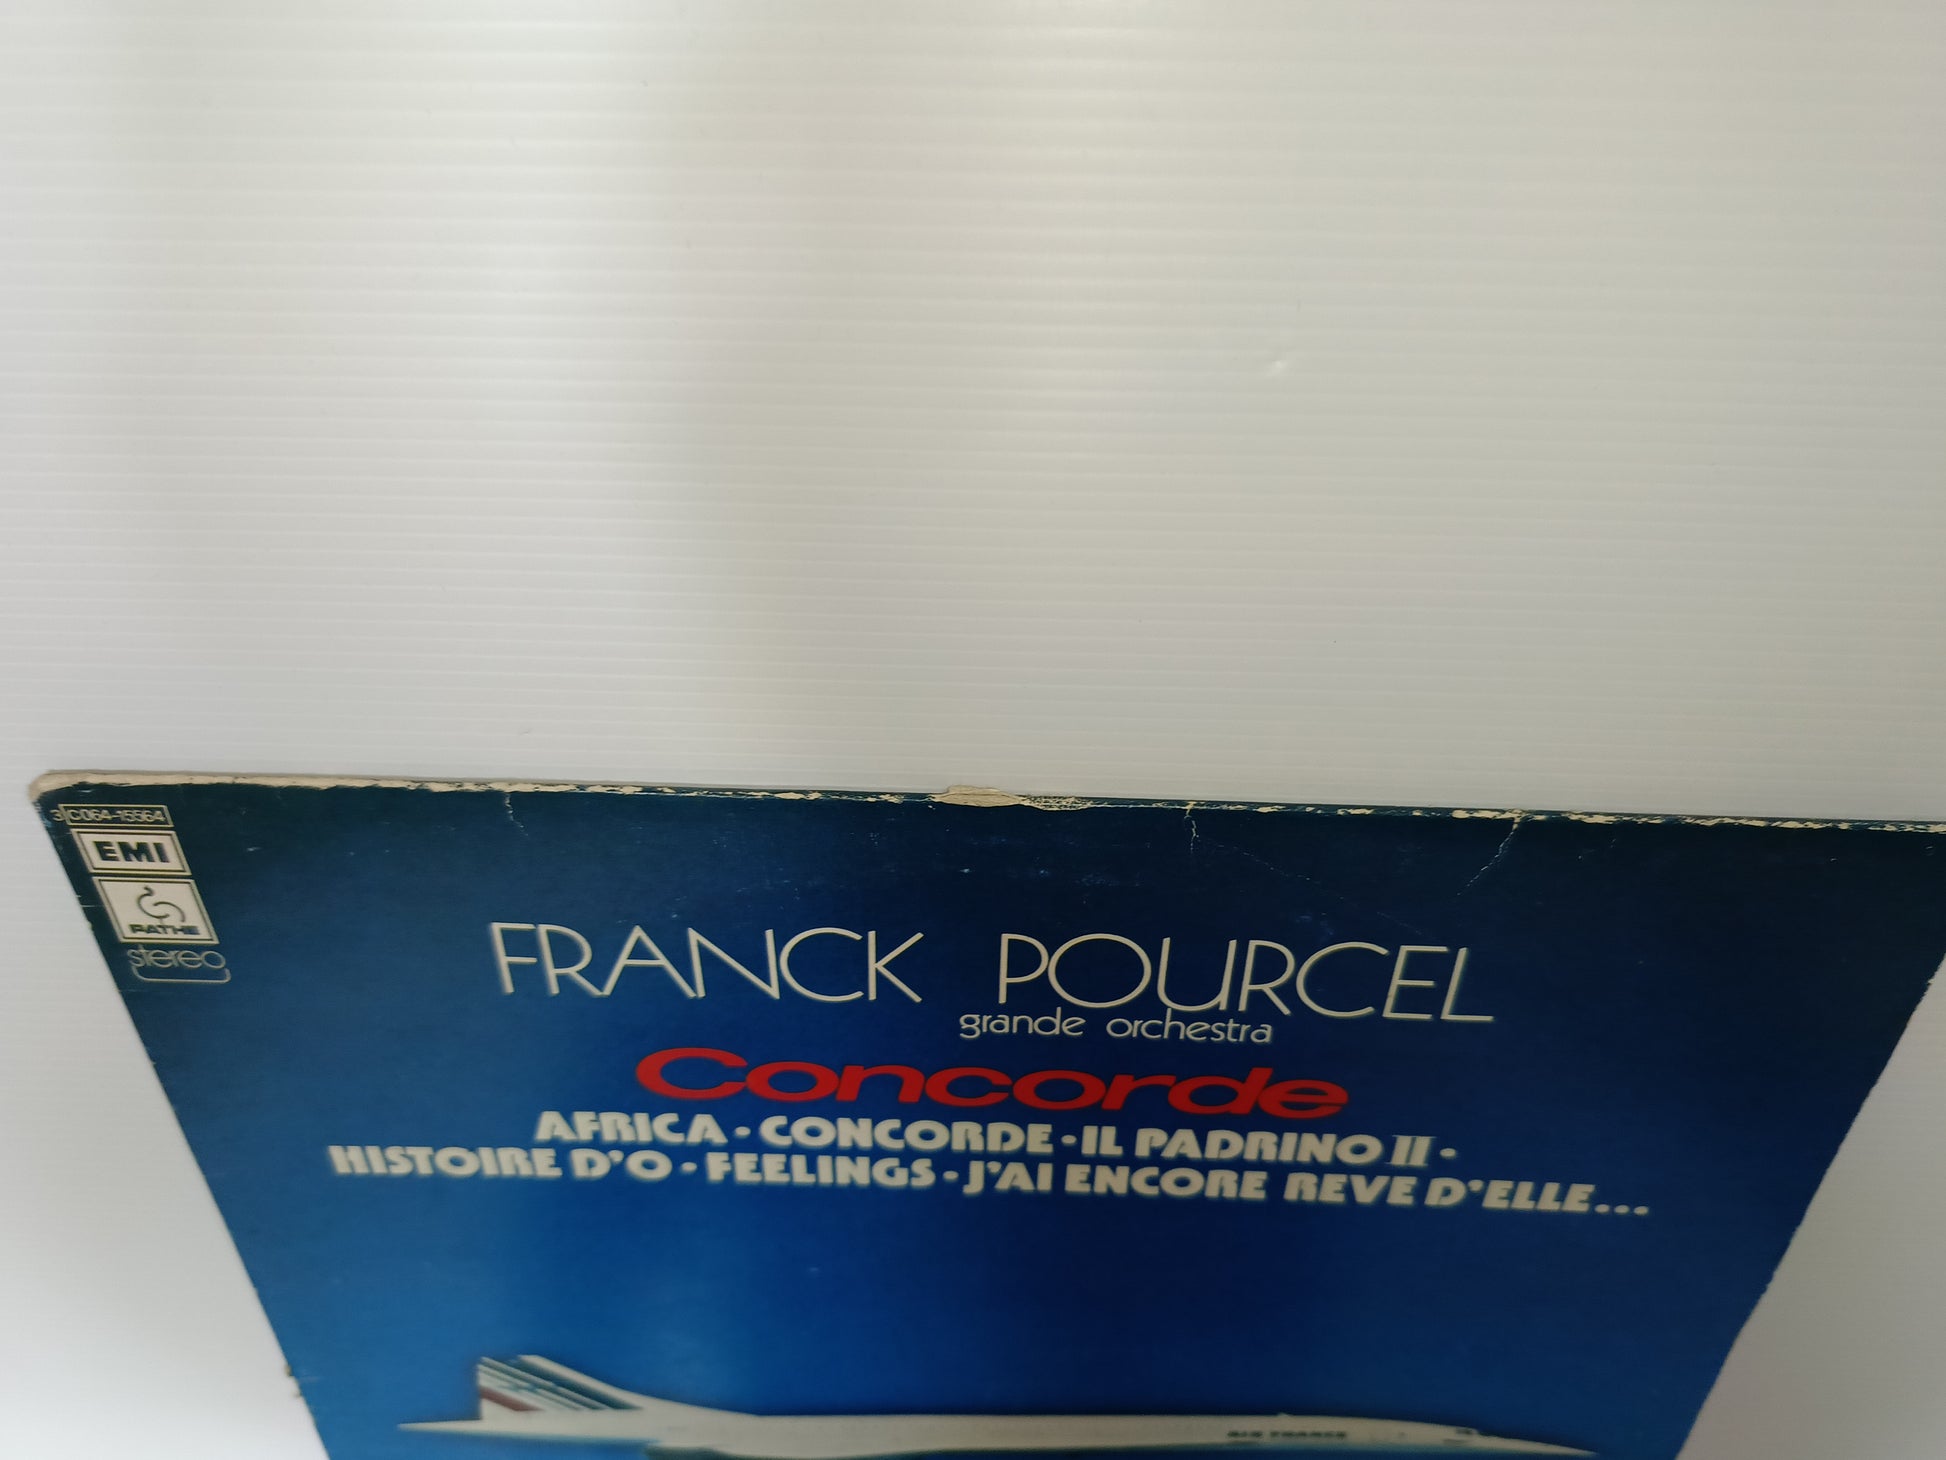 3C064-15564
EMI
PATHE
stereo
FRANCK POURCEL
grande orchestra
Concorde
AFRICA • CONCORDE • IL PADRINO II •
HISTOIRE D'O • FEELINGS • J'AI ENCORE REVE D'ELLE...
AIR FRANCE